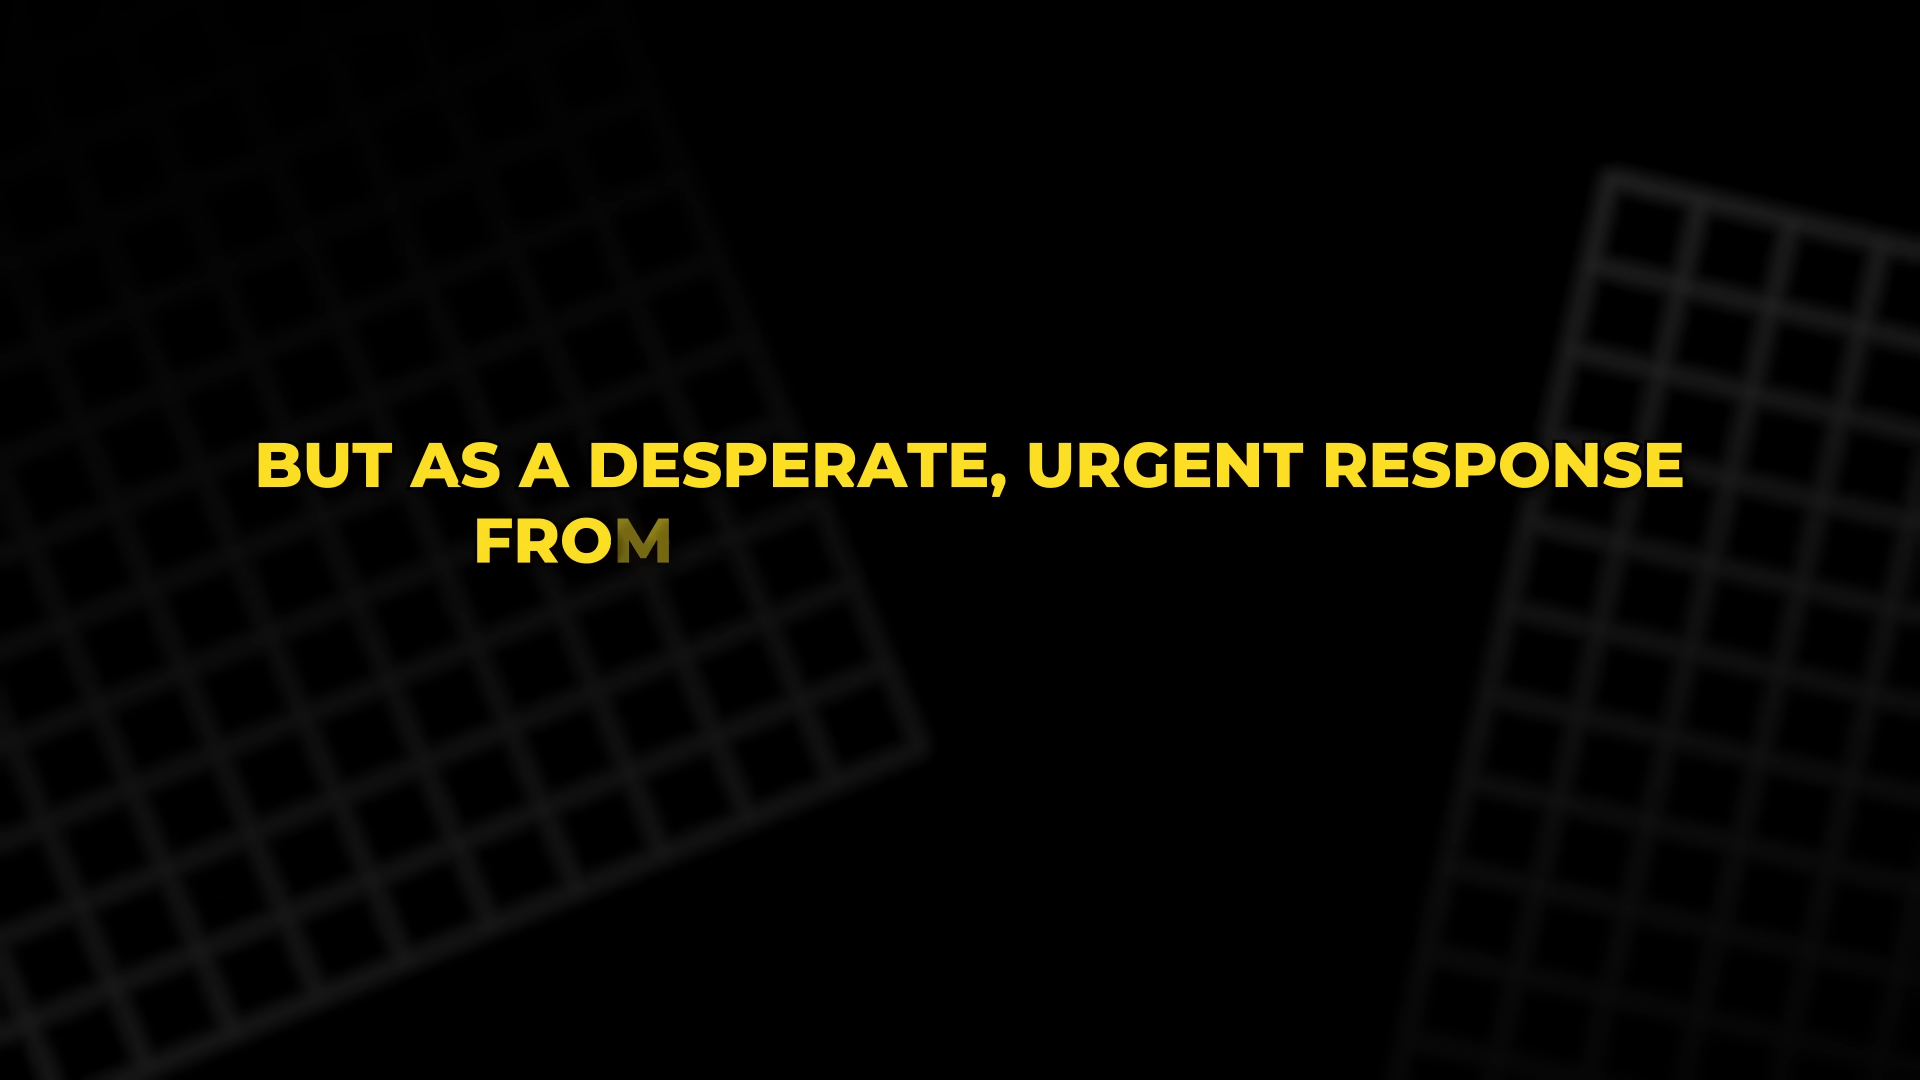 BUT AS A DESPERATE, URGENT RESPONSE
FROM